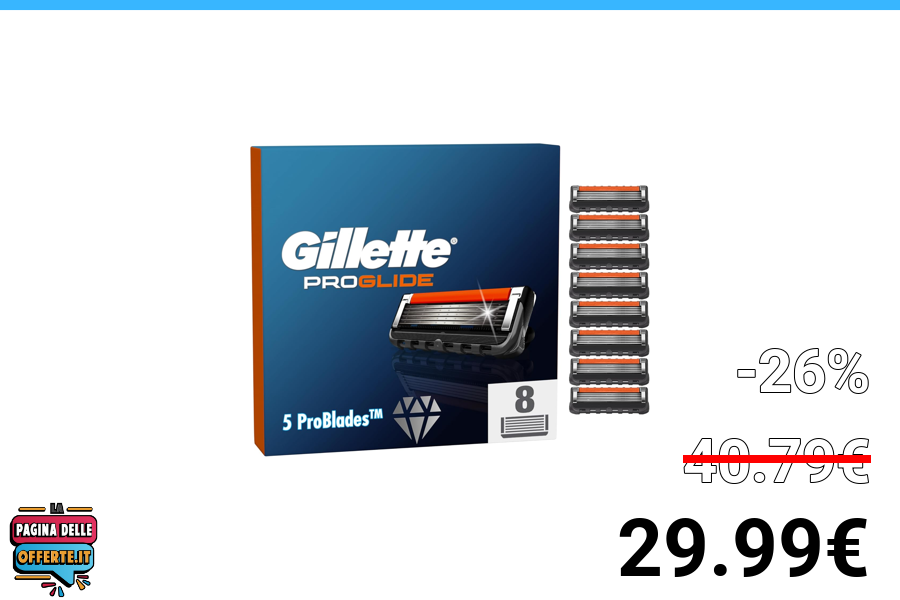 Gillette®
PROGLIDE
5 ProBlades™
8
-26%
40.79€
29.99€
LA
PAGINA DELLE
OFFERTE.IT